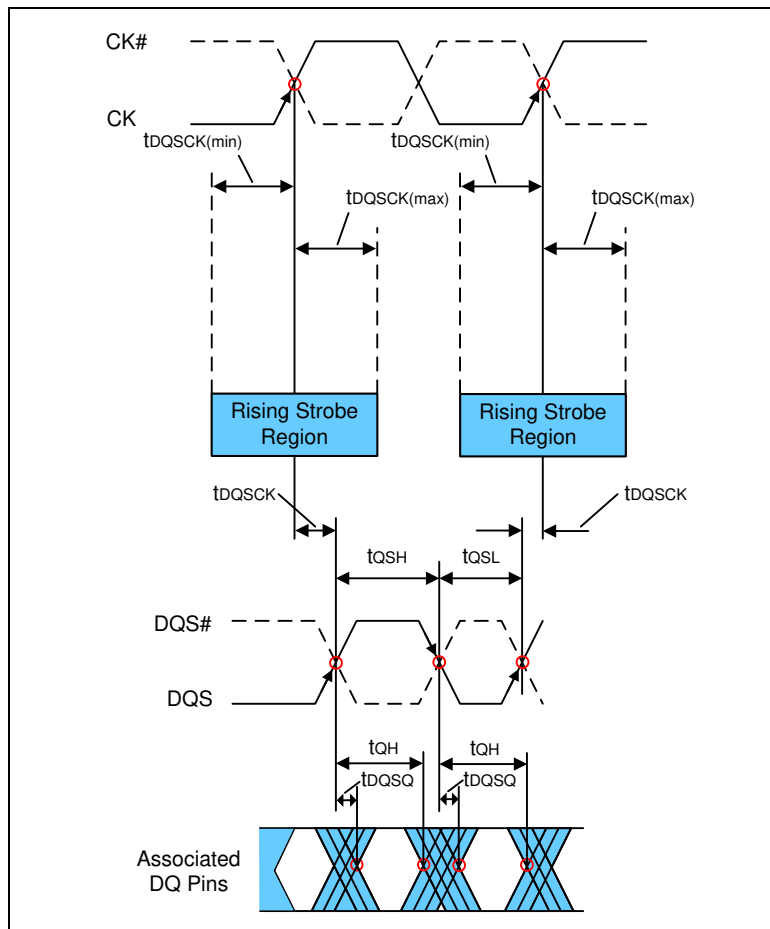 CK#
CK
tDQSCK(min)
tDQSCK(min)
tDQSCK(max)
tDQSCK(max)
Rising Strobe
Region
Rising Strobe
Region
tDQSCK
tDQSCK
tQSH
tQSL
DQS#
DQS
tQH
tQH
tDQSQ
tDQSQ
Associated
DQ Pins